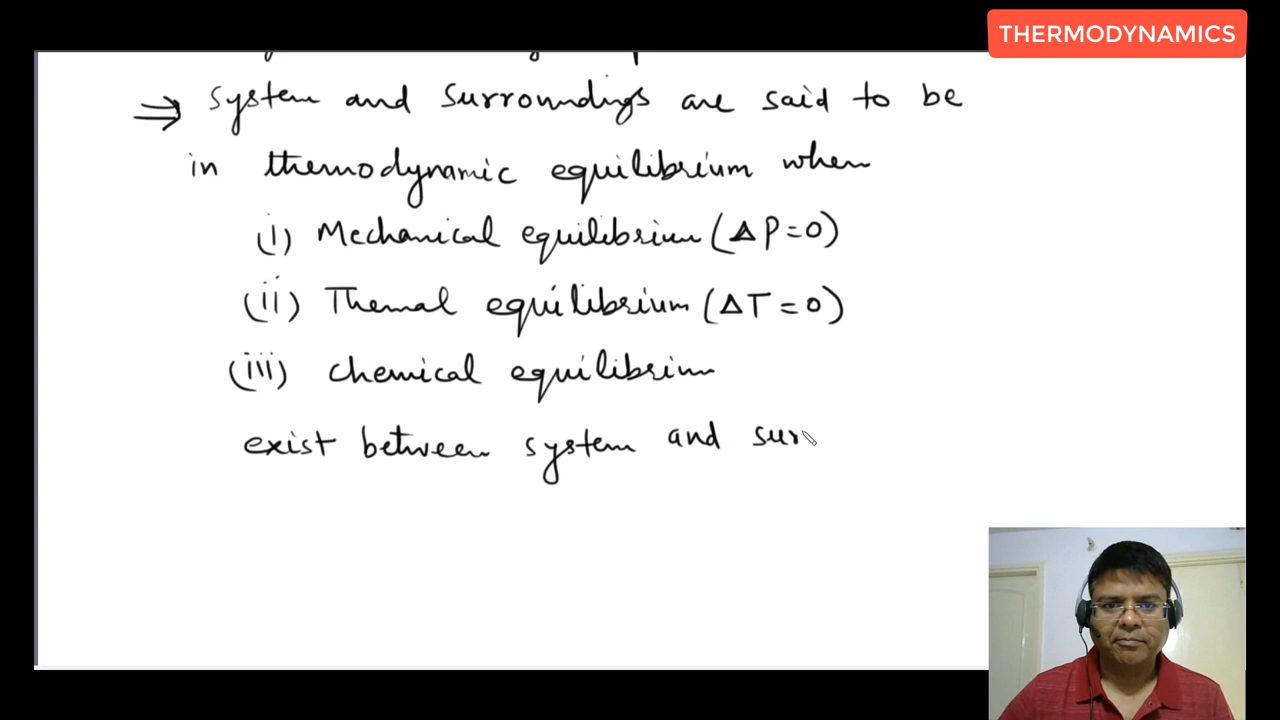 THERMODYNAMICS
⇒ System and surroundings are said to be
in thermodynamic equilibrium when
(i) Mechanical equilibrium (ΔP=0)
(ii) Thermal equilibrium (ΔT=0)
(iii) chemical equilibrium
exist between system and sur